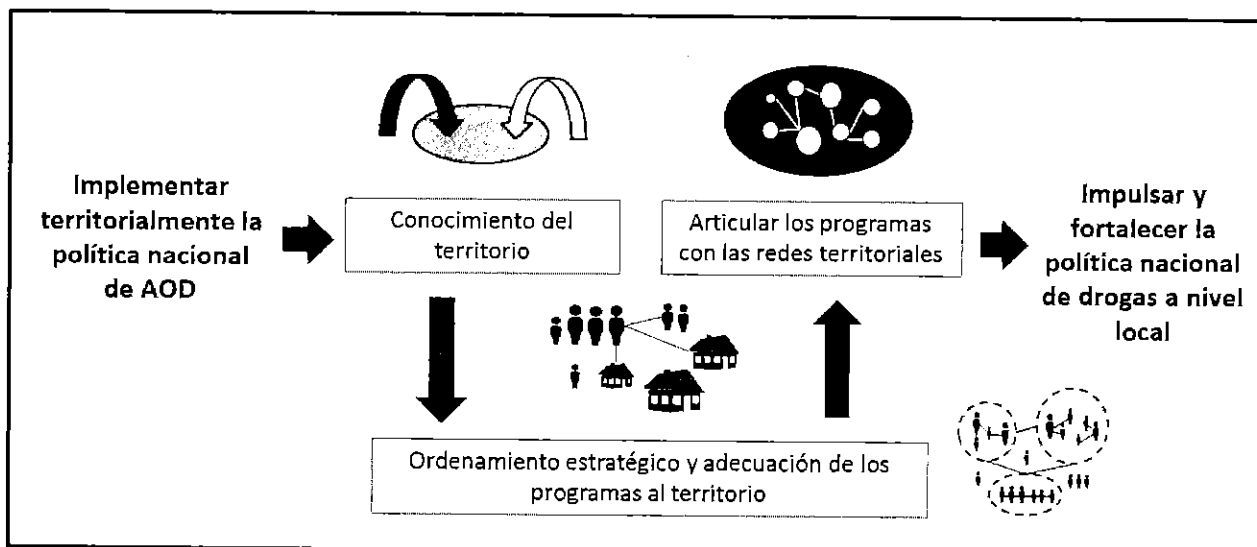 Implementar
territorialmente la
política nacional
de AOD
Conocimiento del
territorio
Ordenamiento estratégico y adecuación de los
programas al territorio
Articular los programas
con las redes territoriales
Impulsar y
fortalecer la
política nacional
de drogas a nivel
local